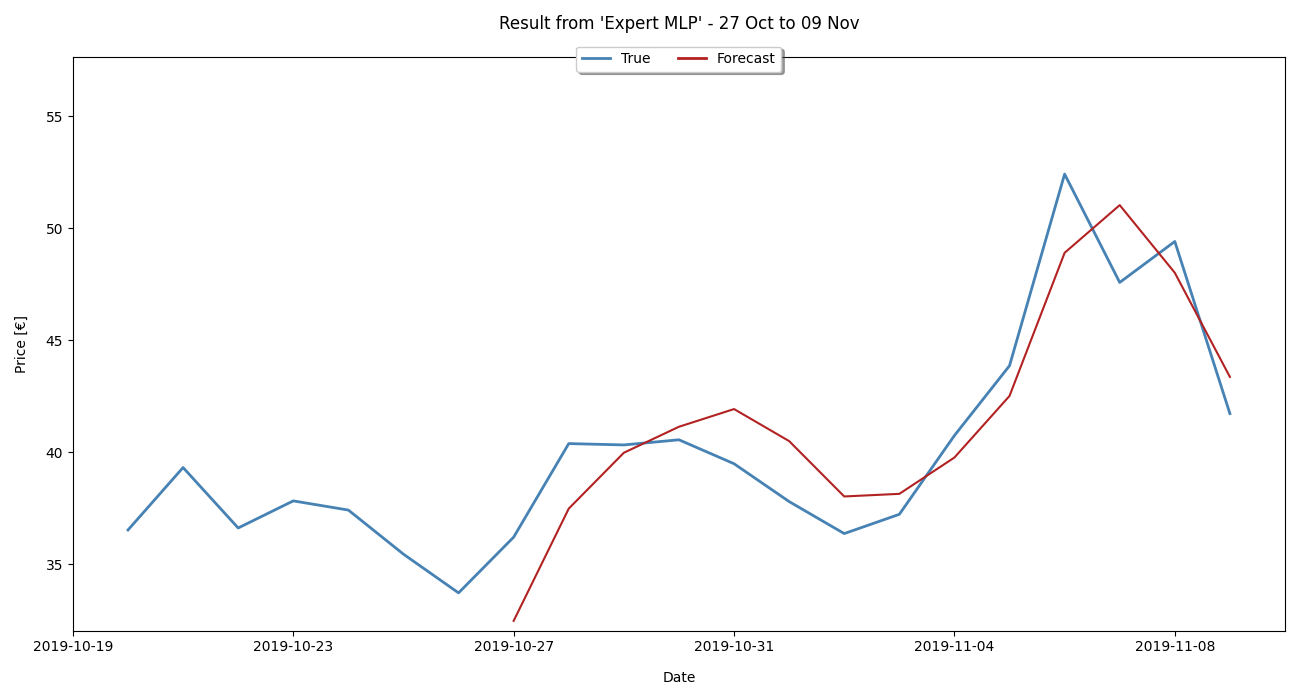 Result from 'Expert MLP' - 27 Oct to 09 Nov
True Forecast
55
50
45
40
35
Price [€]
2019-10-19 2019-10-23 2019-10-27 2019-10-31 2019-11-04 2019-11-08
Date